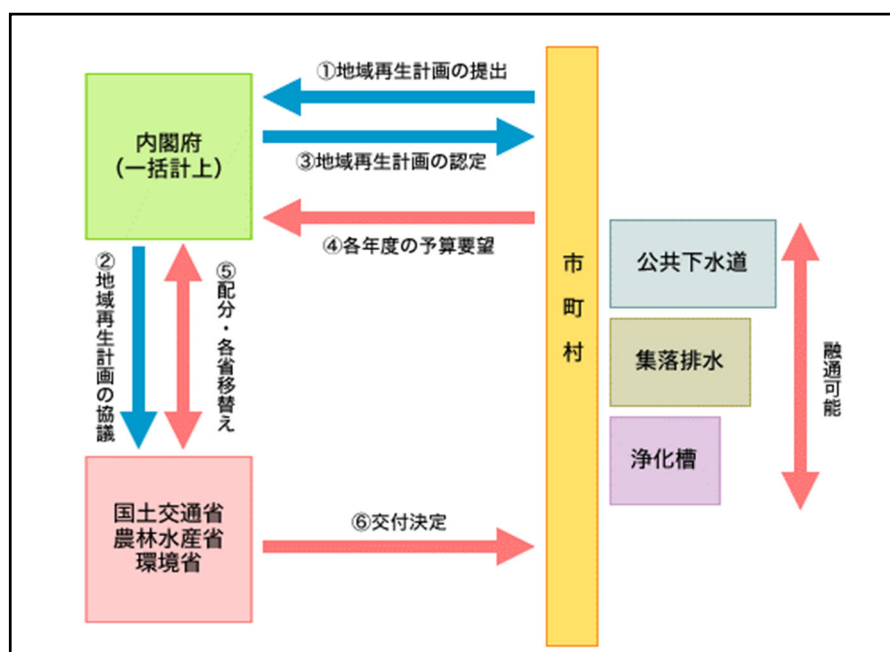 ①地域再生計画の提出
内閣府
(一括計上)
③地域再生計画の認定
④各年度の予算要望
②地域再生計画の協議
⑤配分・各省移替え
市町村
公共下水道
集落排水
浄化槽
融通可能
国土交通省
農林水産省
環境省
⑥交付決定